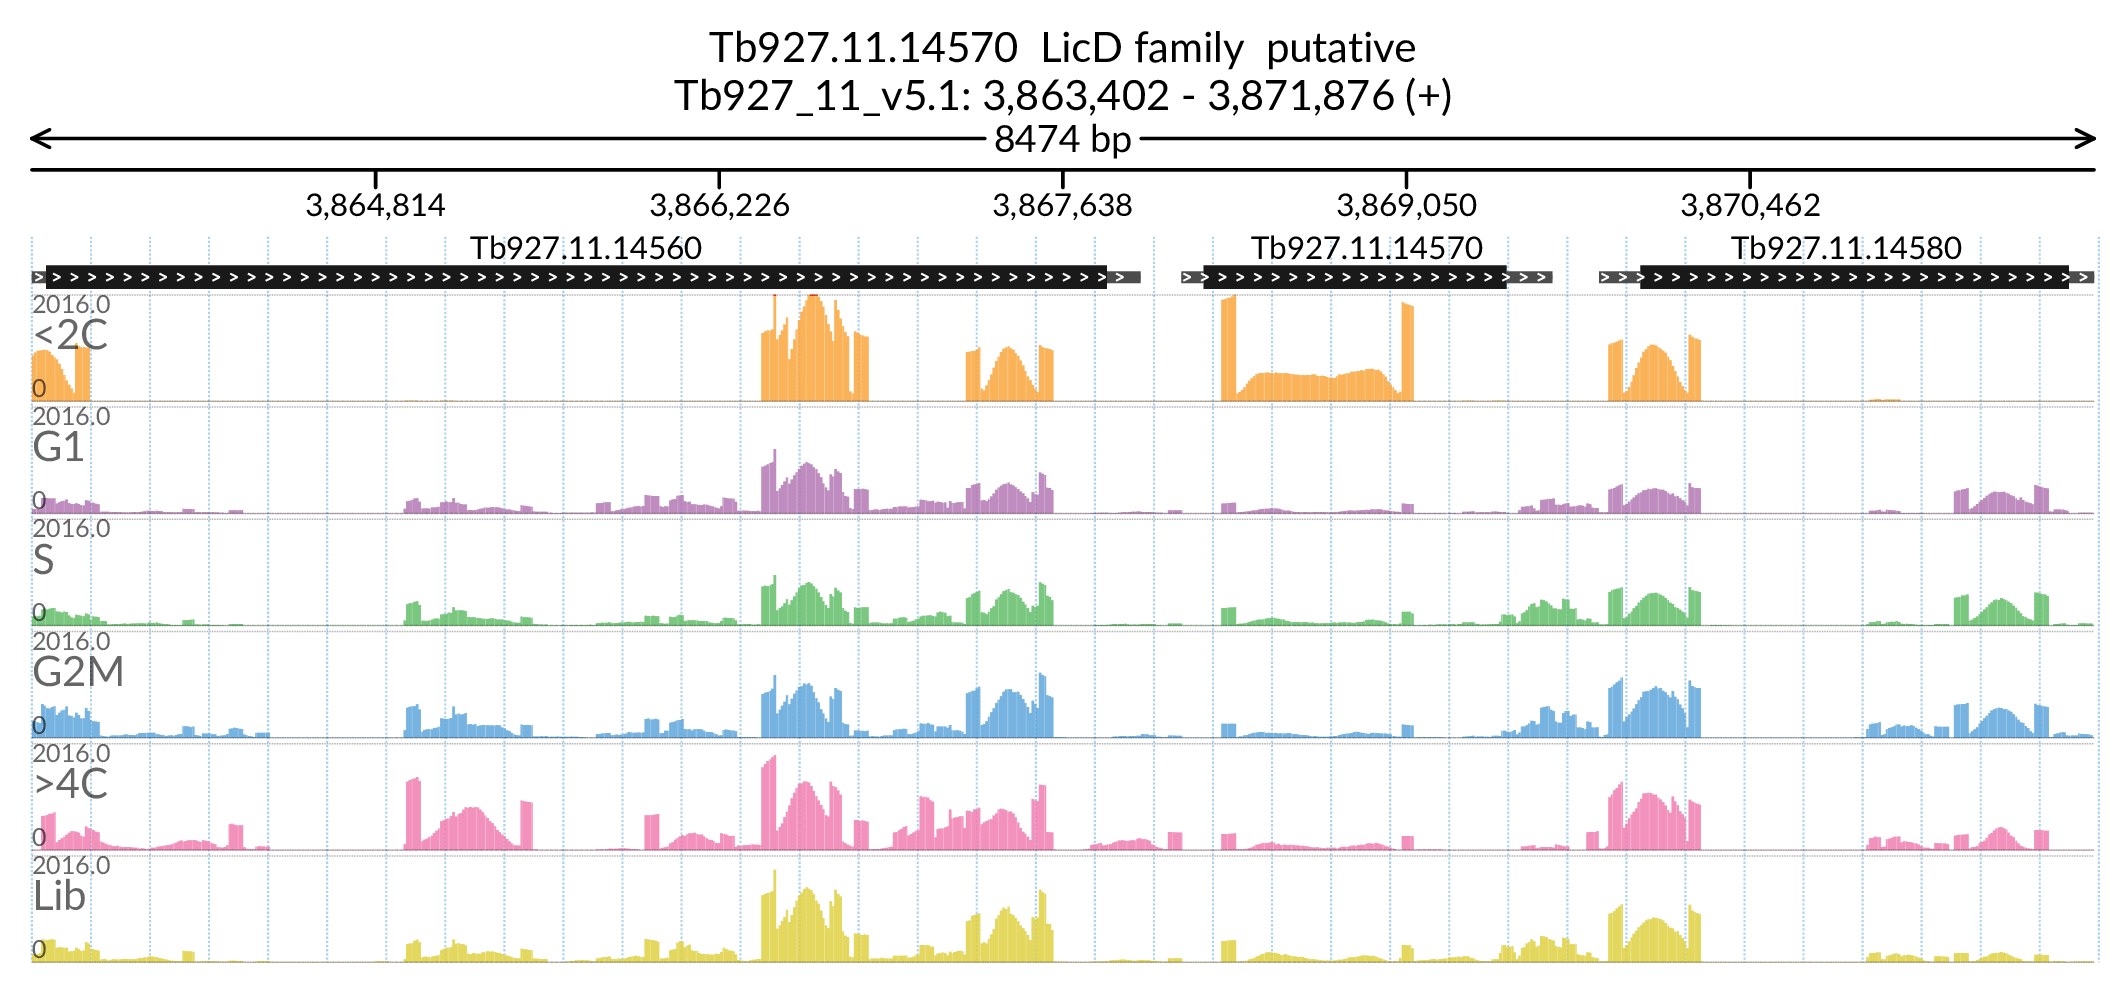 Tb927.11.14570 LicD family putative
Tb927_11_v5.1: 3,863,402 - 3,871,876 (+)
8474 bp
3,864,814 3,866,226 3,867,638 3,869,050 3,870,462
Tb927.11.14560 Tb927.11.14570 Tb927.11.14580
2016.0
<2C
0
2016.0
G1
0
2016.0
S
0
2016.0
G2M
0
2016.0
>4C
0
2016.0
Lib
0